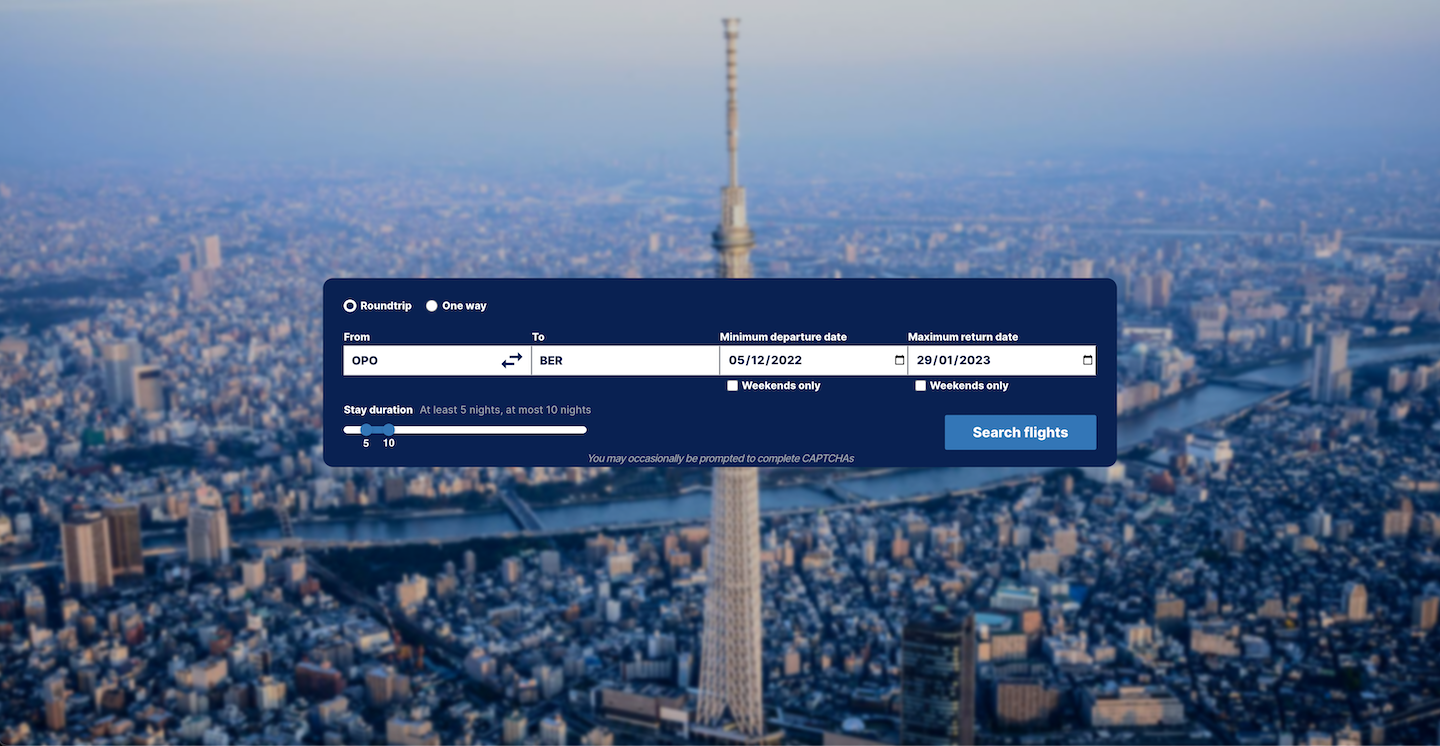 Roundtrip One way
From To Minimum departure date Maximum return date
OPO BER 05/12/2022 29/01/2023
Weekends only Weekends only
Stay duration At least 5 nights, at most 10 nights
Search flights
5 10
You may occasionally be prompted to complete CAPTCHAs